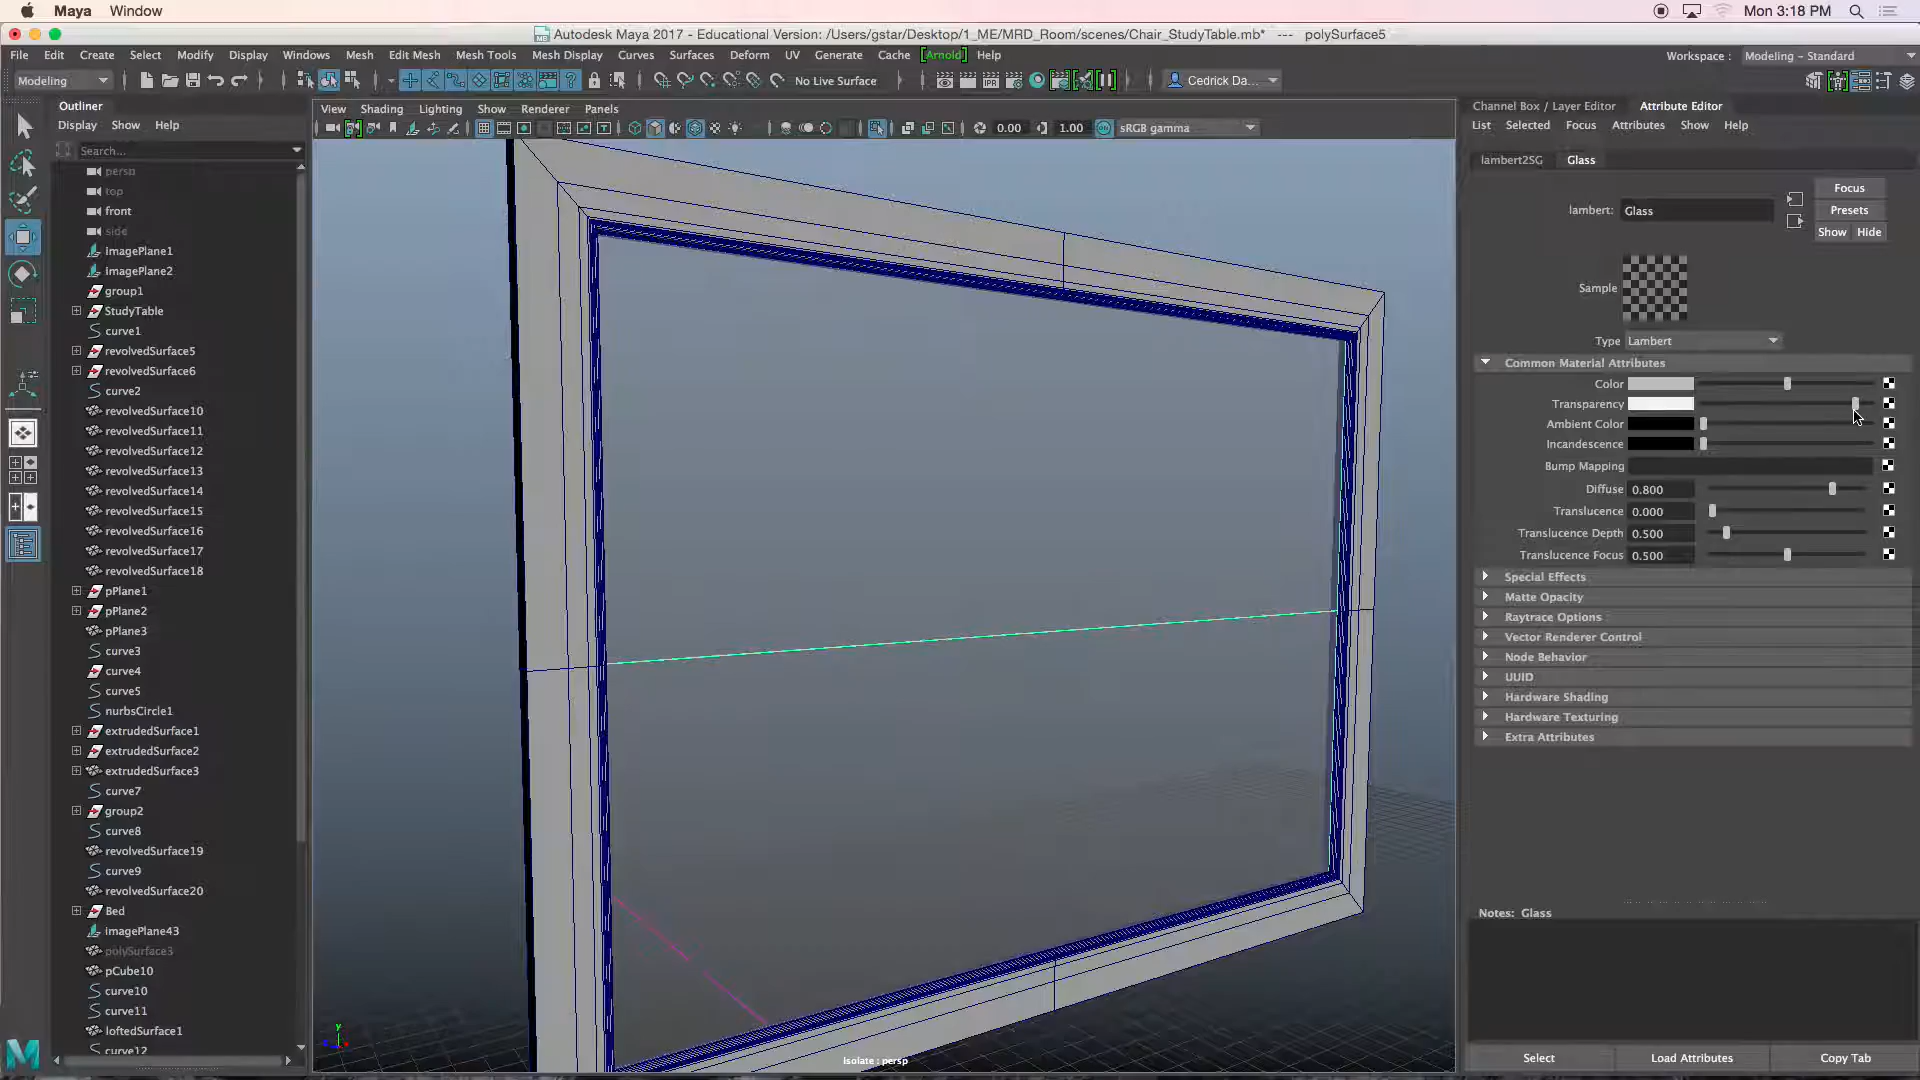 Maya Window Mon 3:18 PM
Autodesk Maya 2017 - Educational Version: /Users/gstar/Desktop/1_ME/MRD_Room/scenes/Chair_StudyTable.mb* --- polySurface5
File Edit Create Select Modify Display Windows Mesh Edit Mesh Mesh Tools Mesh Display Curves Surfaces Deform UV Generate Cache [Arnold] Help Workspace : Modeling - Standard
Modeling No Live Surface Cedrick Da...
Outliner
Display Show Help
Search...
persp
top
front
side
imagePlane1
imagePlane2
group1
StudyTable
curve1
revolvedSurface5
revolvedSurface6
curve2
revolvedSurface10
revolvedSurface11
revolvedSurface12
revolvedSurface13
revolvedSurface14
revolvedSurface15
revolvedSurface16
revolvedSurface17
revolvedSurface18
pPlane1
pPlane2
pPlane3
curve3
curve4
curve5
nurbsCircle1
extrudedSurface1
extrudedSurface2
extrudedSurface3
curve7
group2
curve8
revolvedSurface19
curve9
revolvedSurface20
Bed
imagePlane43
polySurface3
pCube10
curve10
curve11
loftedSurface1
curve12
View Shading Lighting Show Renderer Panels
0.00 1.00 sRGB gamma
Isolate : persp
y
Channel Box / Layer Editor Attribute Editor
List Selected Focus Attributes Show Help
lambert2SG Glass
Focus
lambert: Glass Presets
Show Hide
Sample
Type Lambert
Common Material Attributes
Color
Transparency
Ambient Color
Incandescence
Bump Mapping
Diffuse 0.800
Translucence 0.000
Translucence Depth 0.500
Translucence Focus 0.500
Special Effects
Matte Opacity
Raytrace Options
Vector Renderer Control
Node Behavior
UUID
Hardware Shading
Hardware Texturing
Extra Attributes
Notes: Glass
Select Load Attributes Copy Tab